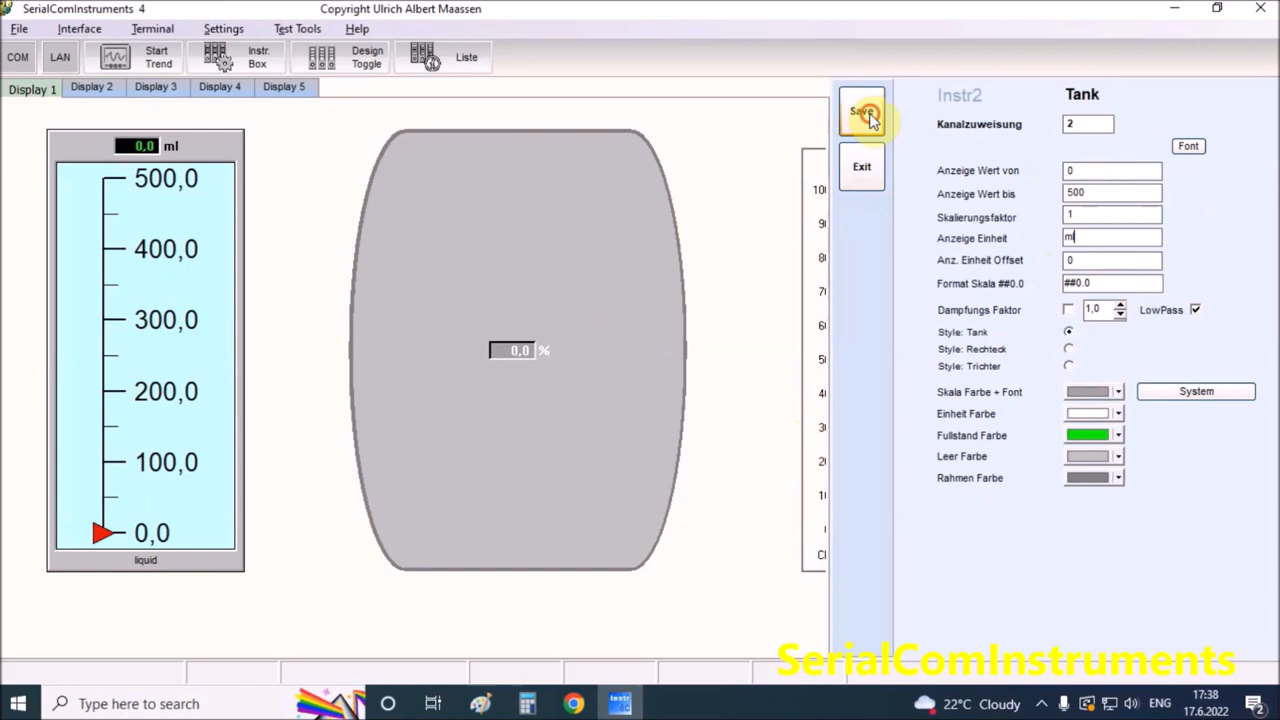 SerialComInstruments 4
Copyright Ulrich Albert Maassen
File Interface Terminal Settings Test Tools Help
COM
LAN
Start
Trend
Instr.
Box
Design
Toggle
Liste
Display 1
Display 2
Display 3
Display 4
Display 5
0,0 ml
500,0
400,0
300,0
200,0
100,0
0,0
liquid
0,0 %
Save
Exit
Instr2 Tank
Kanalzuweisung 2
Font
Anzeige Wert von 0
Anzeige Wert bis 500
Skalierungsfaktor 1
Anzeige Einheit ml
Anz. Einheit Offset 0
Format Skala ##0.0 ##0.0
Dampfungs Faktor 1,0 LowPass
Style: Tank
Style: Rechteck
Style: Trichter
Skala Farbe + Font System
Einheit Farbe
Fullstand Farbe
Leer Farbe
Rahmen Farbe
SerialComInstruments
Type here to search
22°C Cloudy
ENG
17:38
17.6.2022
2